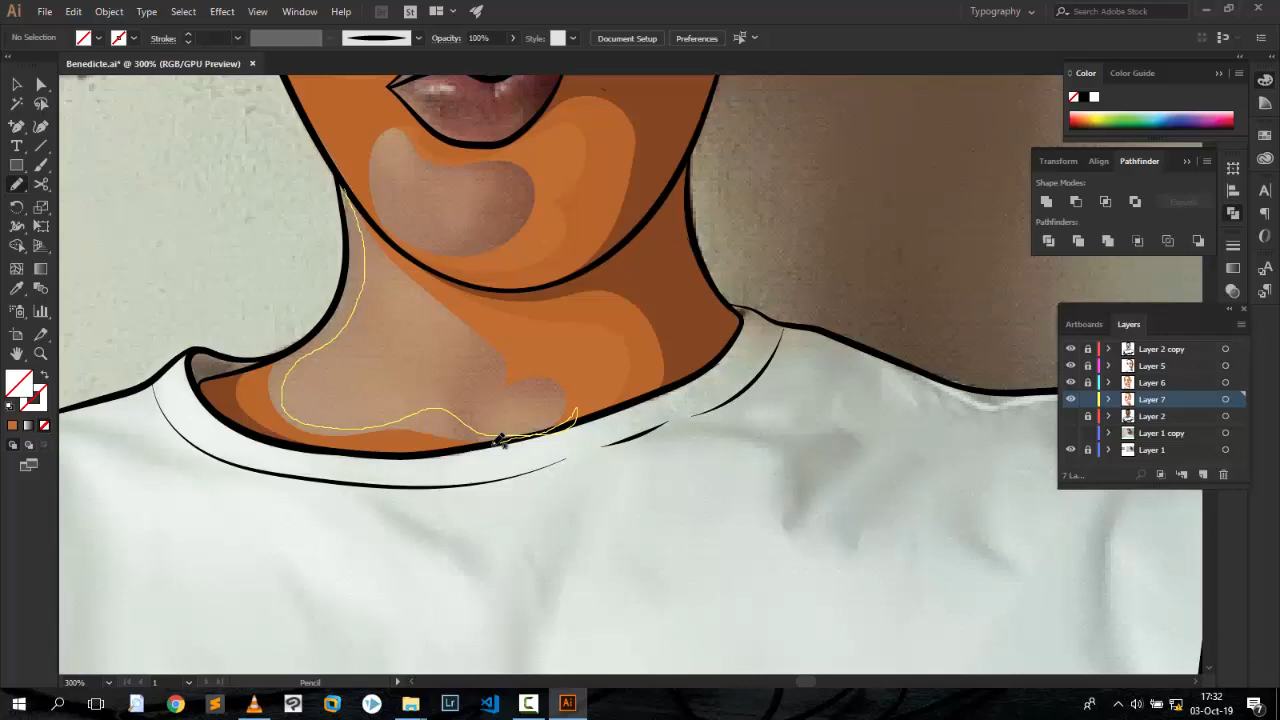 Ai File Edit Object Type Select Effect View Window Help Br St Typography Search Adobe Stock
No Selection Stroke: Opacity: 100% Style: Document Setup Preferences
Benedicte.ai* @ 300% (RGB/GPU Preview) ×
Color Color Guide
Transform Align Pathfinder
Shape Modes:
Expand
Pathfinders:
Artboards Layers
Layer 2 copy
Layer 5
Layer 6
Layer 7
Layer 2
Layer 1 copy
Layer 1
7 La...
300% 1 Pencil
Lr Ai 17:32
03-Oct-19